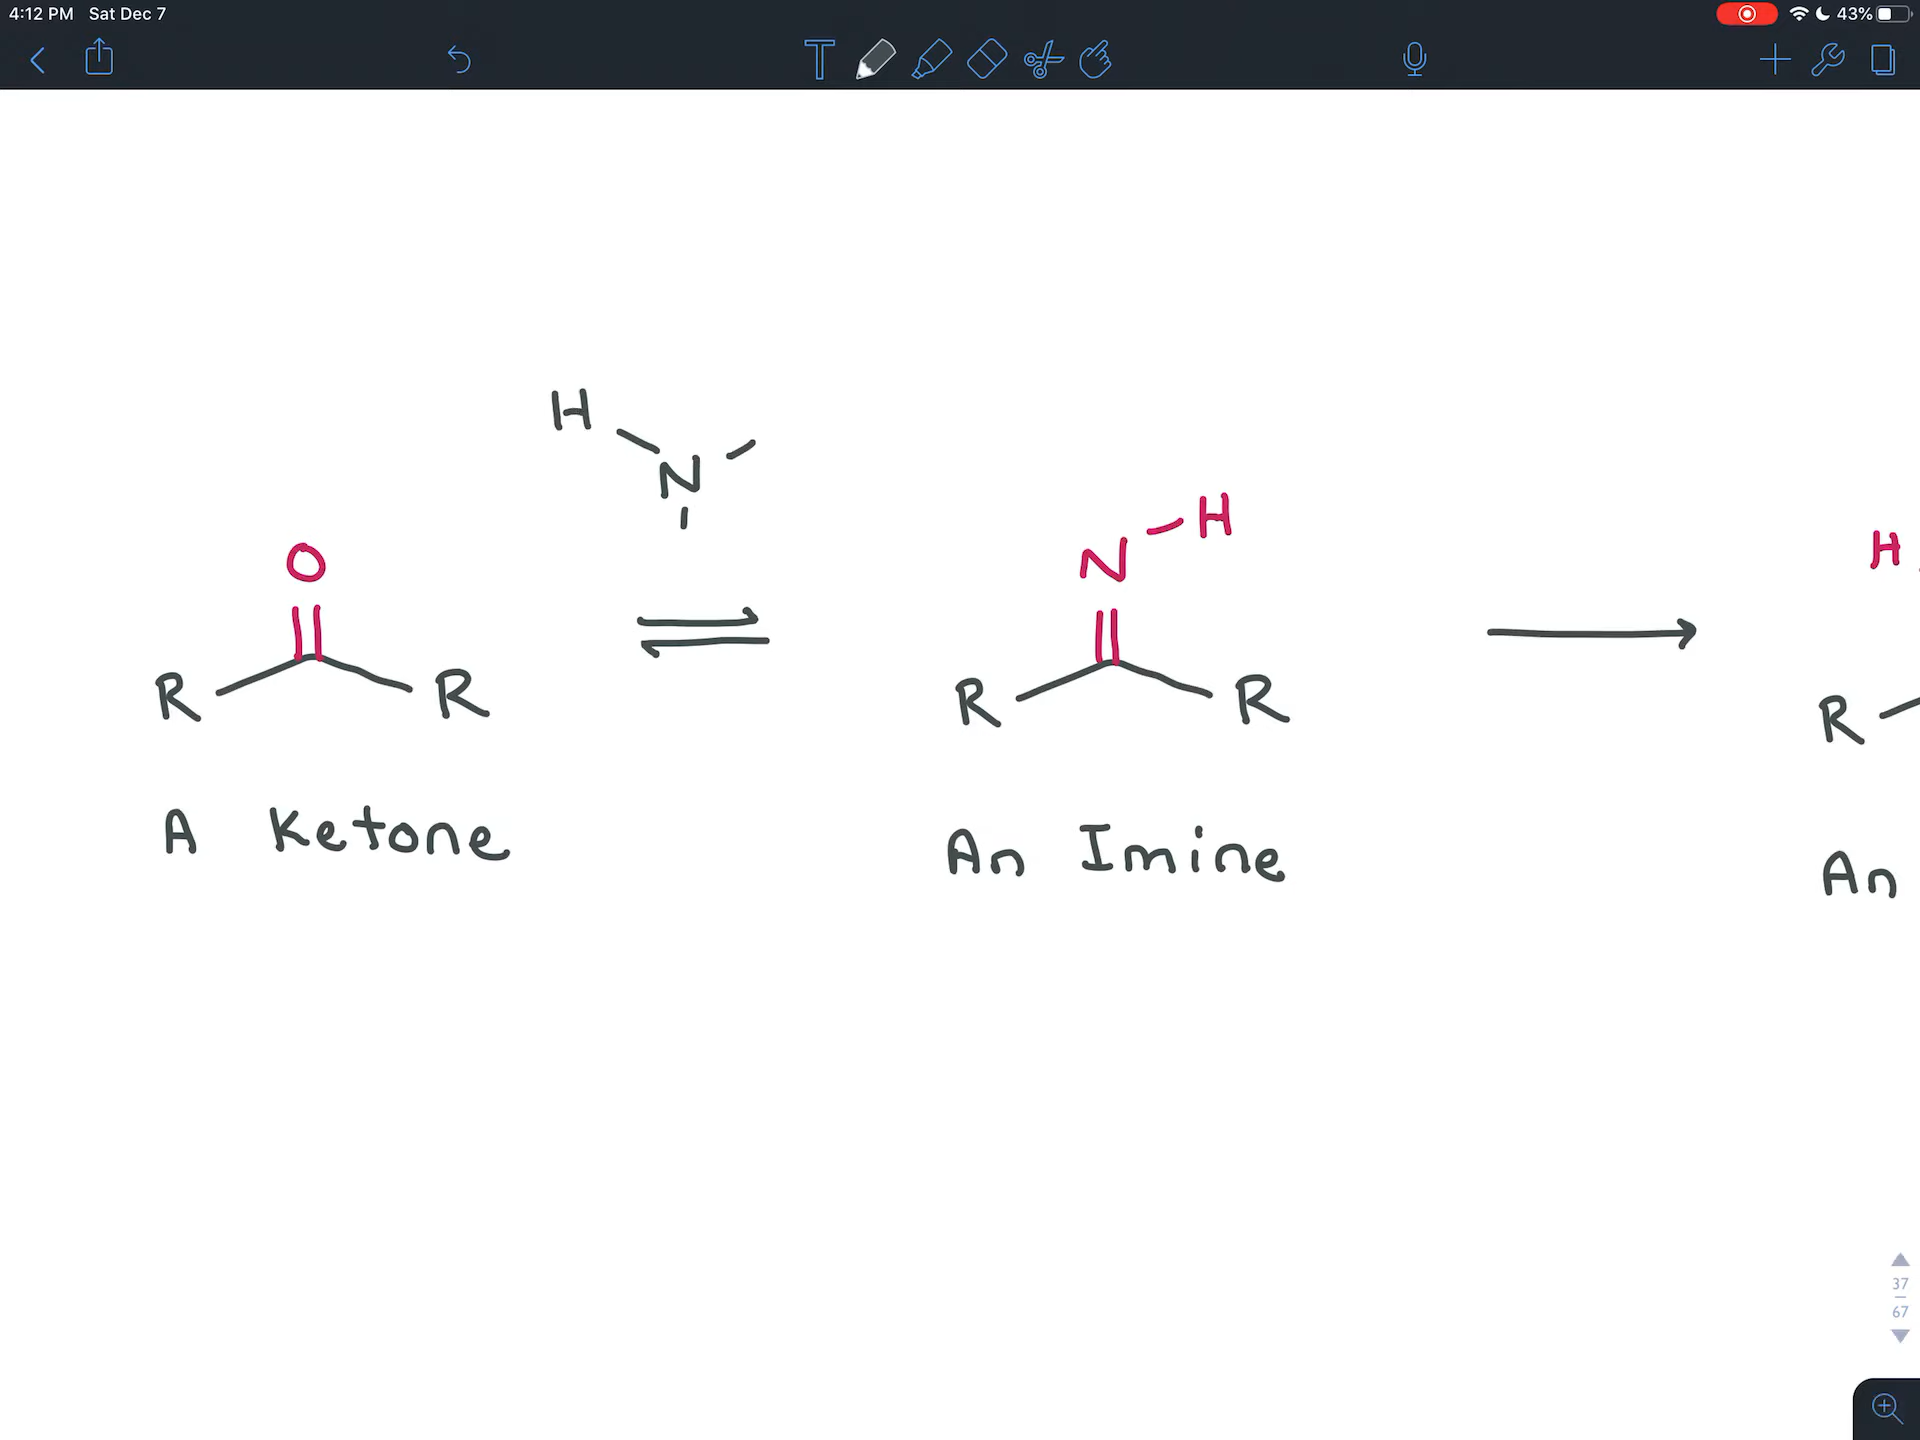 4:12 PM Sat Dec 7
43%
T
H
N
N-H
O
H
R R
R R
R
A Ketone
An Imine
An
37
67